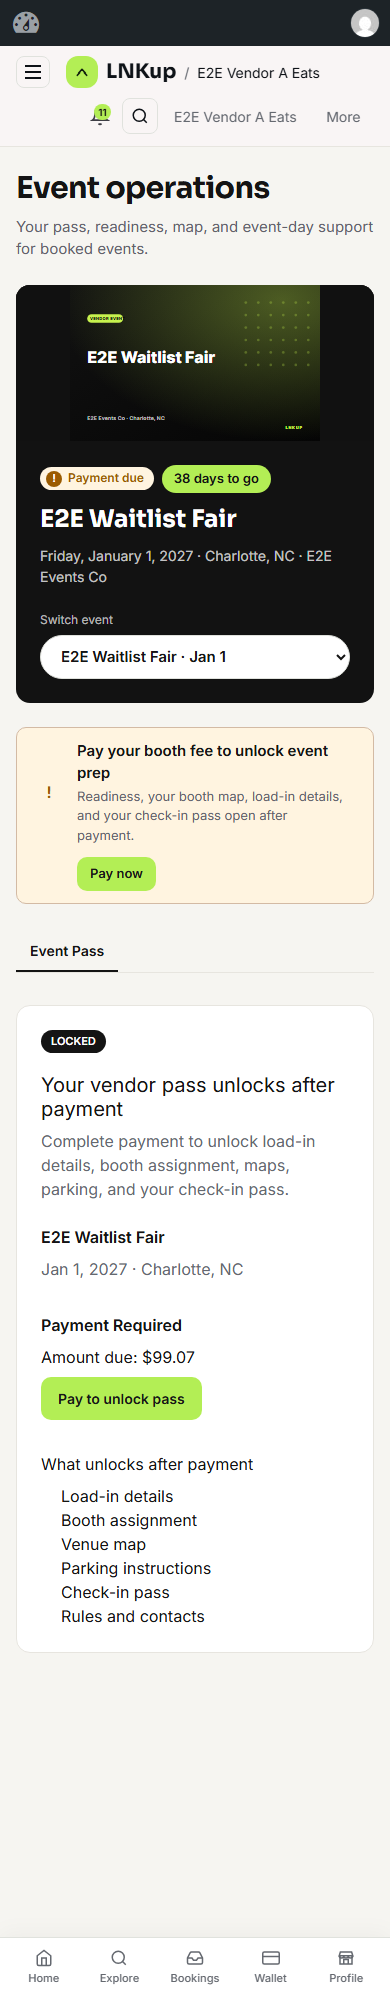 LNKup / E2E Vendor A Eats
11
E2E Vendor A Eats More
Event operations
Your pass, readiness, map, and event-day support
for booked events.
E2E Waitlist Fair
E2E Events Co · Charlotte, NC
LNKUP
! Payment due 38 days to go
E2E Waitlist Fair
Friday, January 1, 2027 · Charlotte, NC · E2E
Events Co
Switch event
E2E Waitlist Fair · Jan 1
Pay your booth fee to unlock event
prep
!
Readiness, your booth map, load-in details,
and your check-in pass open after
payment.
Pay now
Event Pass
LOCKED
Your vendor pass unlocks after
payment
Complete payment to unlock load-in
details, booth assignment, maps,
parking, and your check-in pass.
E2E Waitlist Fair
Jan 1, 2027 · Charlotte, NC
Payment Required
Amount due: $99.07
Pay to unlock pass
What unlocks after payment
Load-in details
Booth assignment
Venue map
Parking instructions
Check-in pass
Rules and contacts
Home Explore Bookings Wallet Profile